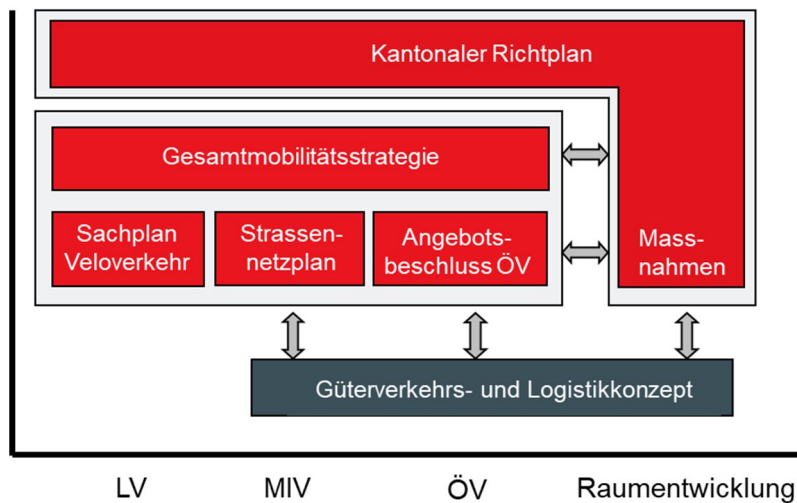 Kantonaler Richtplan
Gesamtmobilitätsstrategie
Sachplan
Veloverkehr
Strassen-
netzplan
Angebots-
beschluss ÖV
Mass-
nahmen
Güterverkehrs- und Logistikkonzept
LV MIV ÖV Raumentwicklung